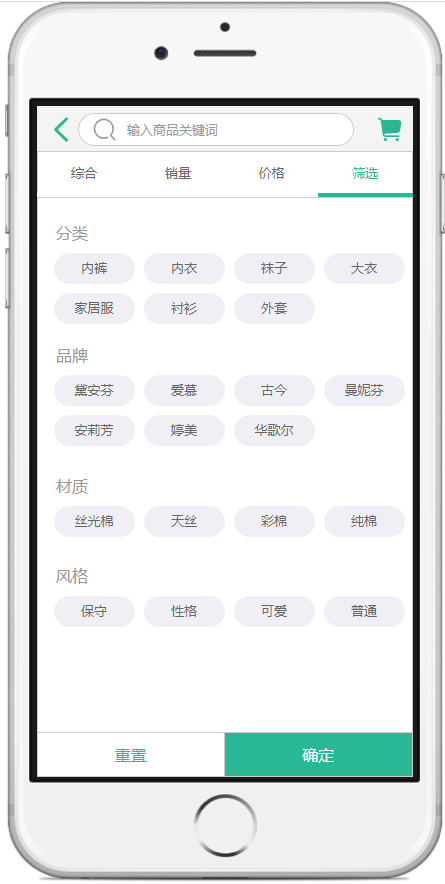 输入商品关键词
综合 销量 价格 筛选
分类
内裤 内衣 袜子 大衣
家居服 衬衫 外套
品牌
黛安芬 爱慕 古今 曼妮芬
安莉芳 婷美 华歌尔
材质
丝光棉 天丝 彩棉 纯棉
风格
保守 性格 可爱 普通
重置 确定